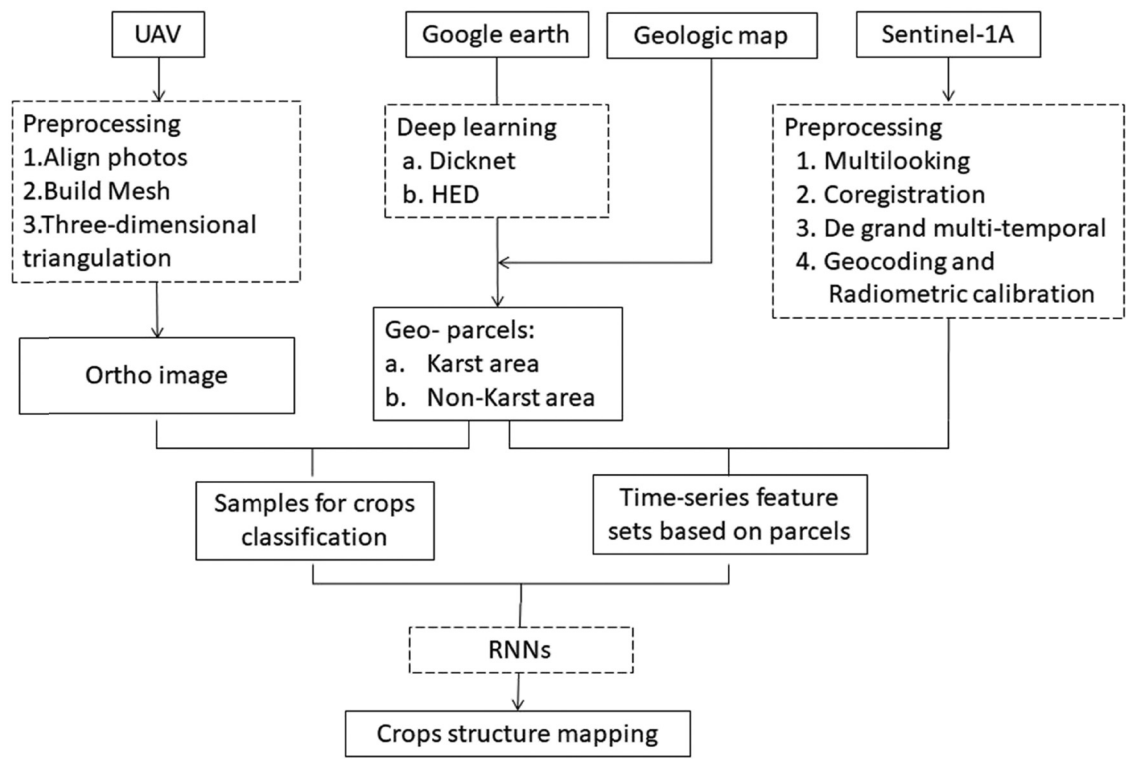 UAV
Google earth
Geologic map
Sentinel-1A
Preprocessing
1.Align photos
2.Build Mesh
3.Three-dimensional
triangulation
Deep learning
a. Dicknet
b. HED
Preprocessing
1. Multilooking
2. Coregistration
3. De grand multi-temporal
4. Geocoding and
Radiometric calibration
Ortho image
Geo- parcels:
a. Karst area
b. Non-Karst area
Samples for crops
classification
Time-series feature
sets based on parcels
RNNs
Crops structure mapping